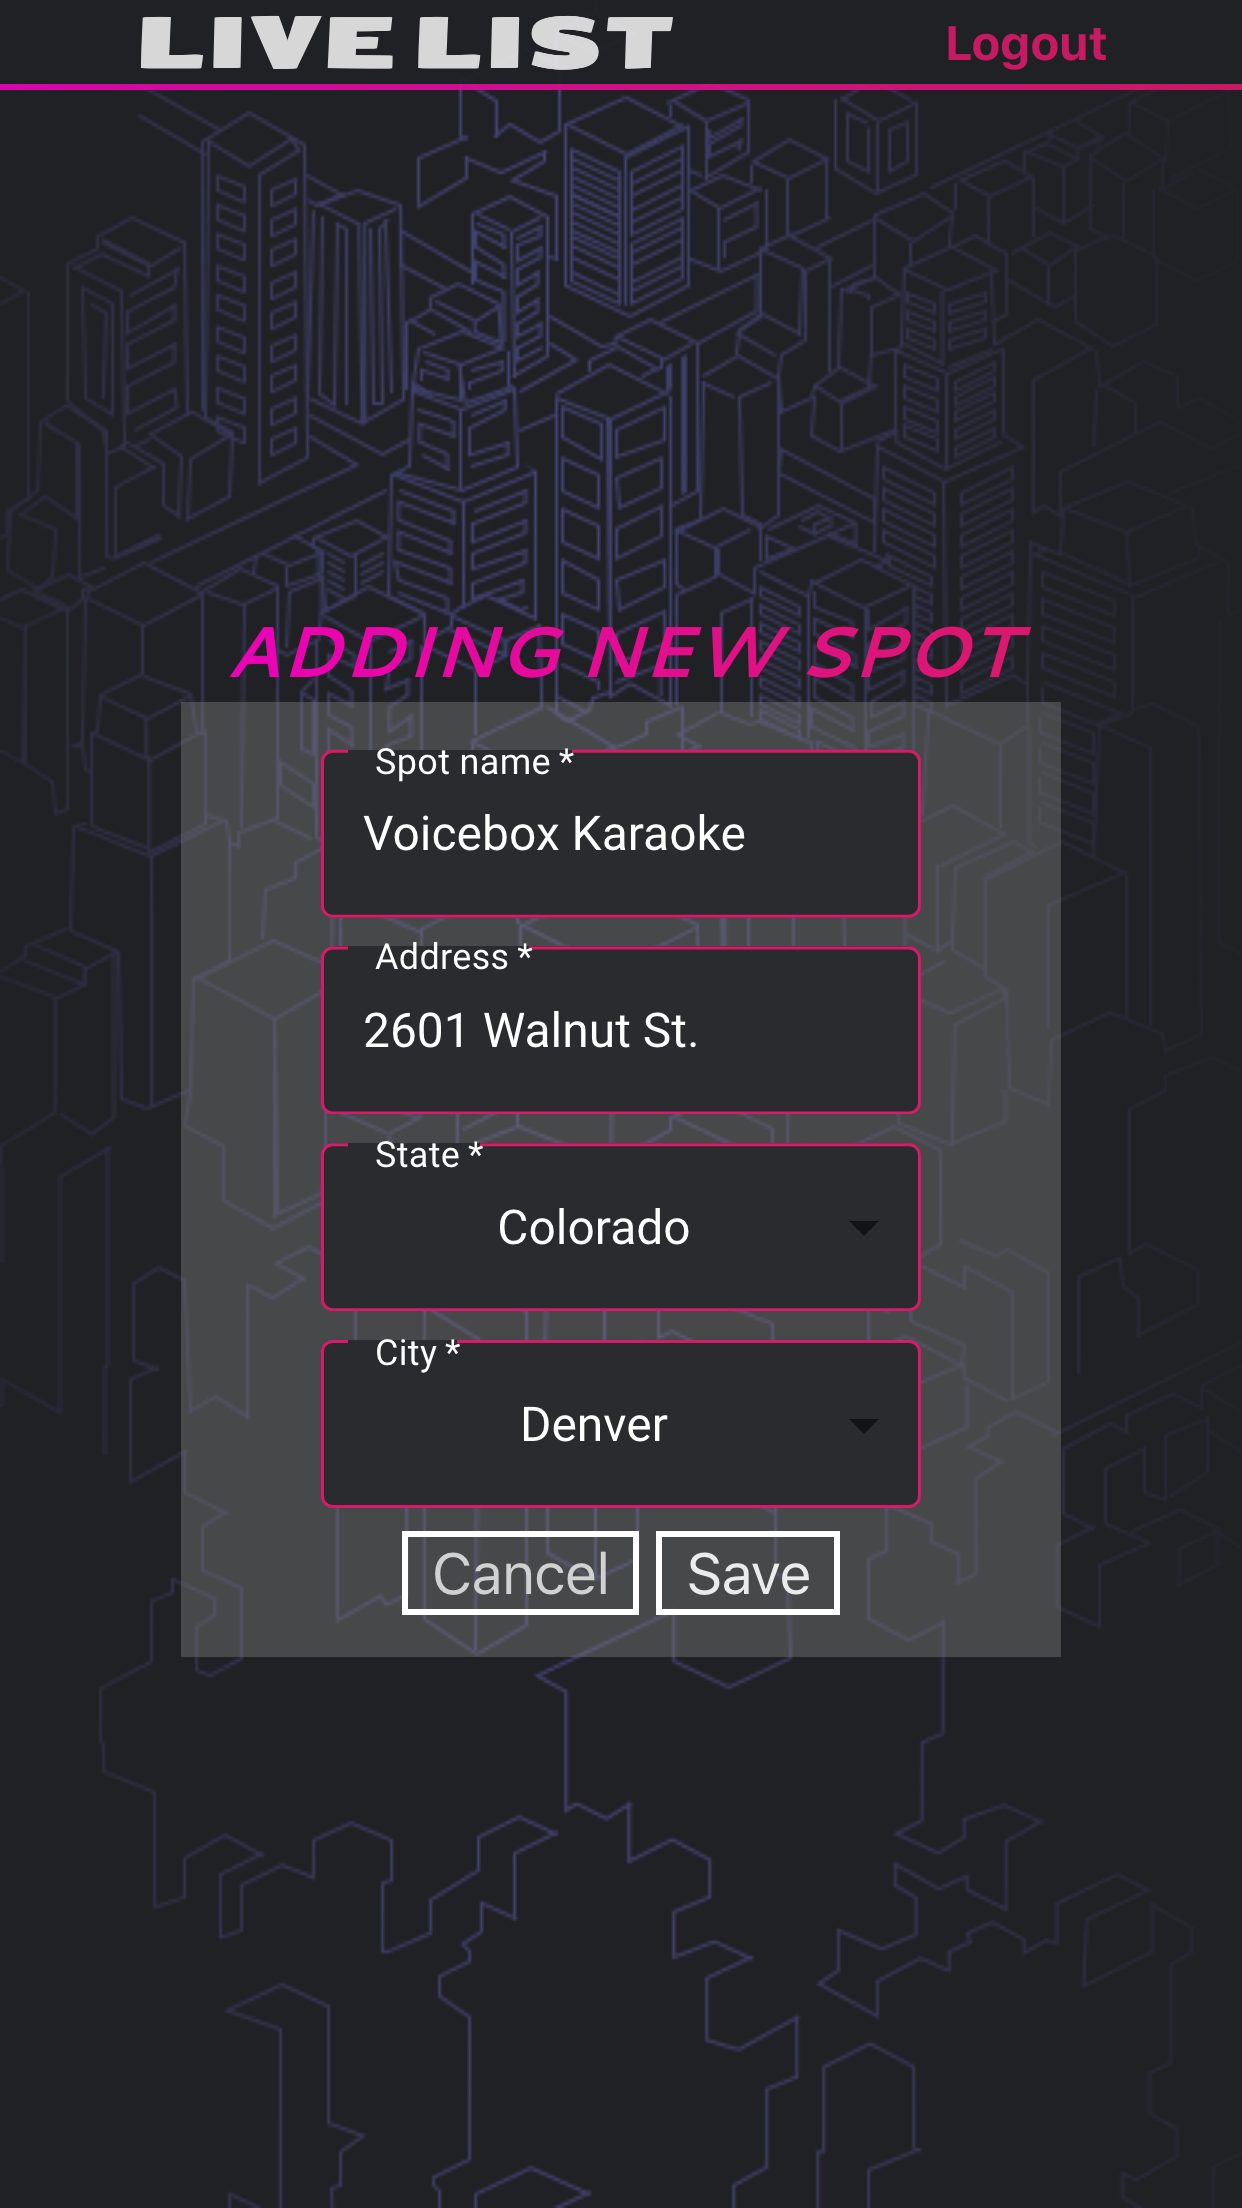 LIVE LIST
Logout
ADDING NEW SPOT
Spot name *
Voicebox Karaoke
Address *
2601 Walnut St.
State *
Colorado
City *
Denver
Cancel
Save